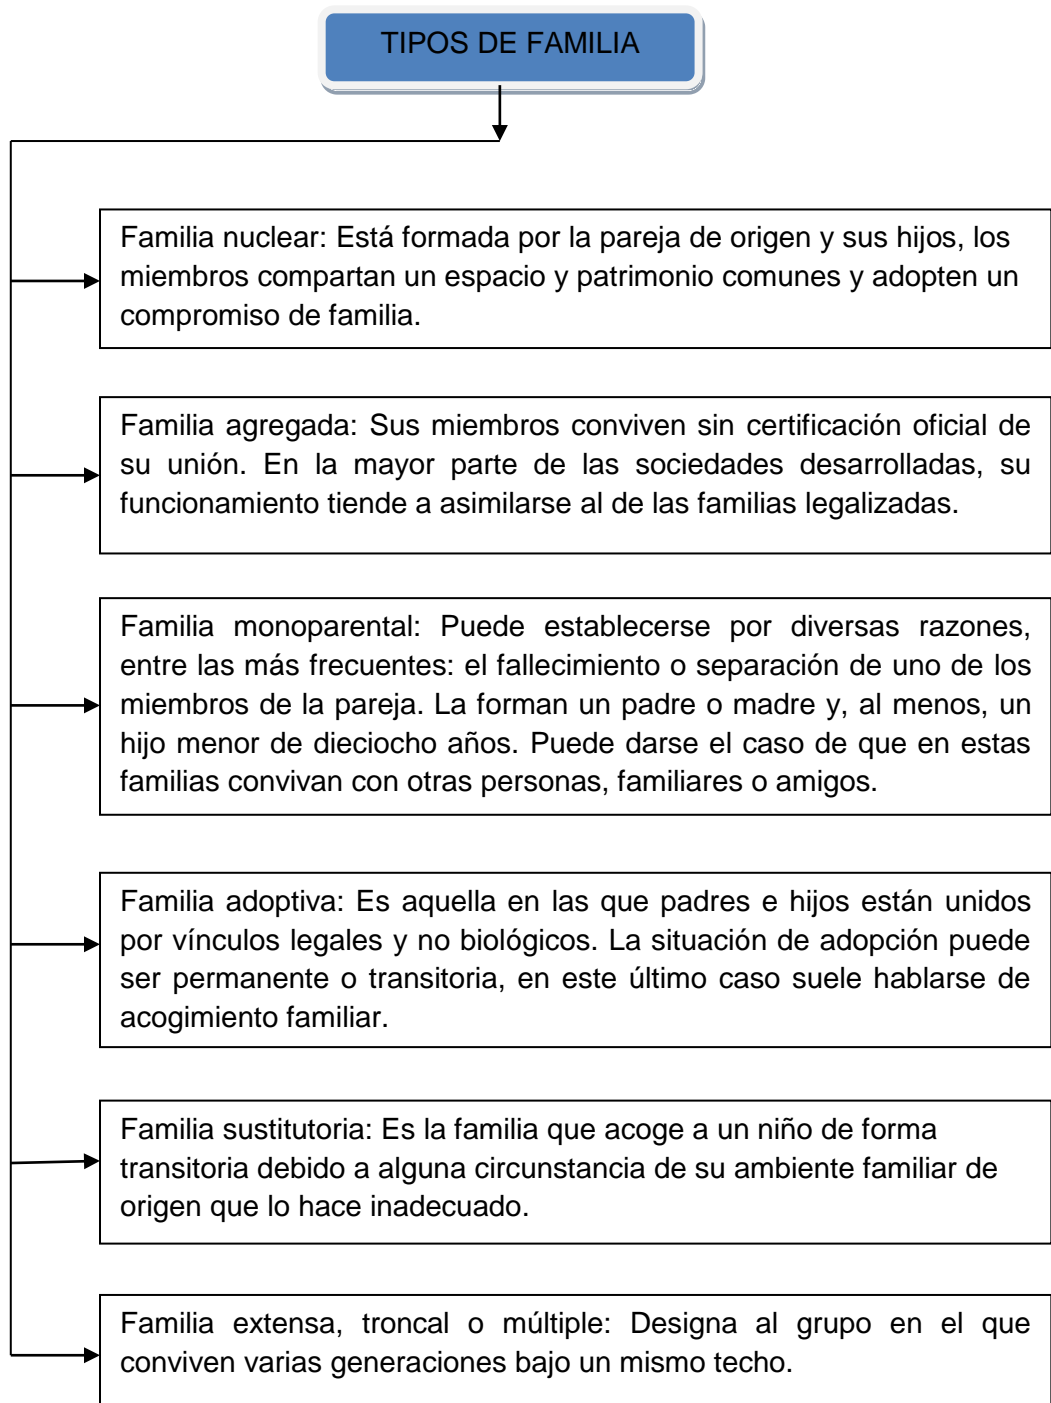 TIPOS DE FAMILIA
Familia nuclear: Está formada por la pareja de origen y sus hijos, los
miembros compartan un espacio y patrimonio comunes y adopten un
compromiso de familia.
Familia agregada: Sus miembros conviven sin certificación oficial de
su unión. En la mayor parte de las sociedades desarrolladas, su
funcionamiento tiende a asimilarse al de las familias legalizadas.
Familia monoparental: Puede establecerse por diversas razones,
entre las más frecuentes: el fallecimiento o separación de uno de los
miembros de la pareja. La forman un padre o madre y, al menos, un
hijo menor de dieciocho años. Puede darse el caso de que en estas
familias convivan con otras personas, familiares o amigos.
Familia adoptiva: Es aquella en las que padres e hijos están unidos
por vínculos legales y no biológicos. La situación de adopción puede
ser permanente o transitoria, en este último caso suele hablarse de
acogimiento familiar.
Familia sustitutoria: Es la familia que acoge a un niño de forma
transitoria debido a alguna circunstancia de su ambiente familiar de
origen que lo hace inadecuado.
Familia extensa, troncal o múltiple: Designa al grupo en el que
conviven varias generaciones bajo un mismo techo.